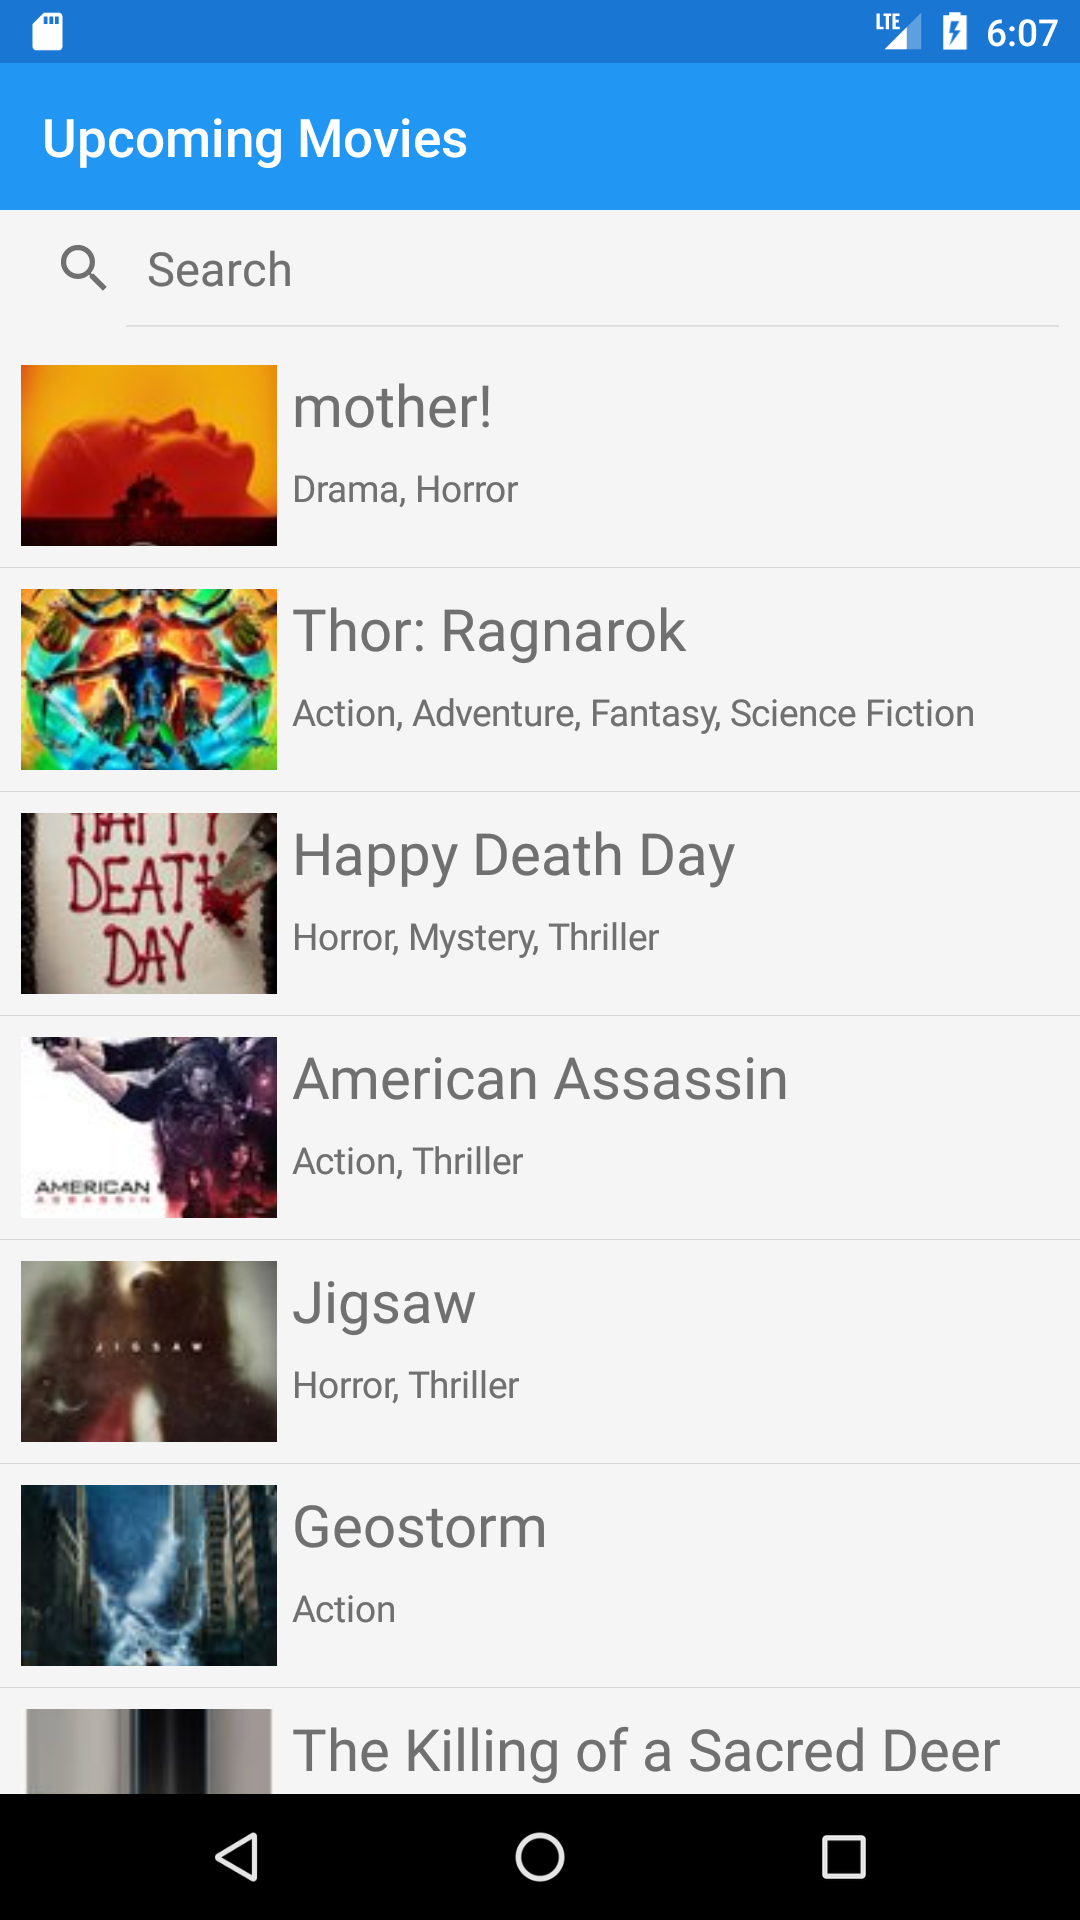 LTE 6:07
Upcoming Movies
Search
mother!
Drama, Horror
Thor: Ragnarok
Action, Adventure, Fantasy, Science Fiction
HAPPY
DEATH
DAY
Happy Death Day
Horror, Mystery, Thriller
AMERICAN
ASSASSIN
American Assassin
Action, Thriller
JIGSAW
Jigsaw
Horror, Thriller
Geostorm
Action
The Killing of a Sacred Deer